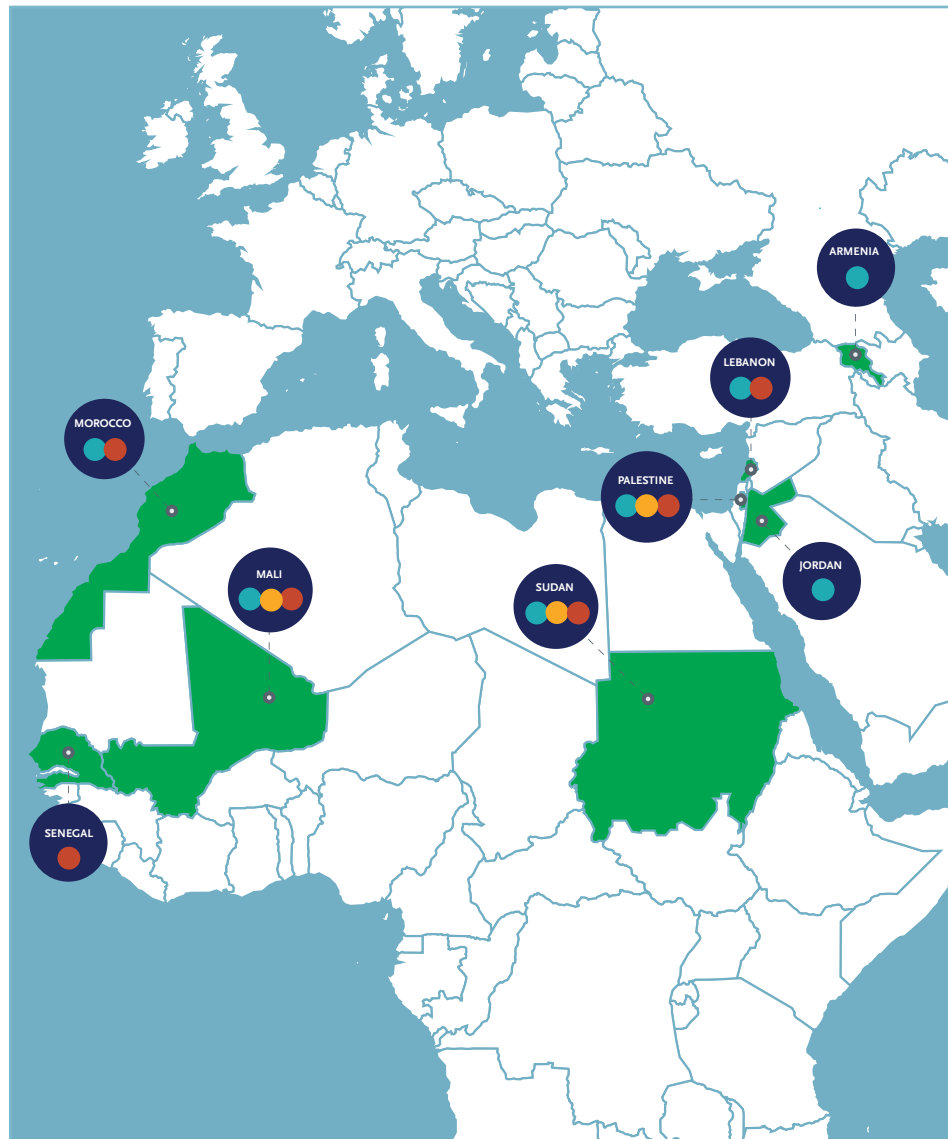 ARMENIA
LEBANON
MOROCCO
PALESTINE
JORDAN
MALI
SUDAN
SENEGAL